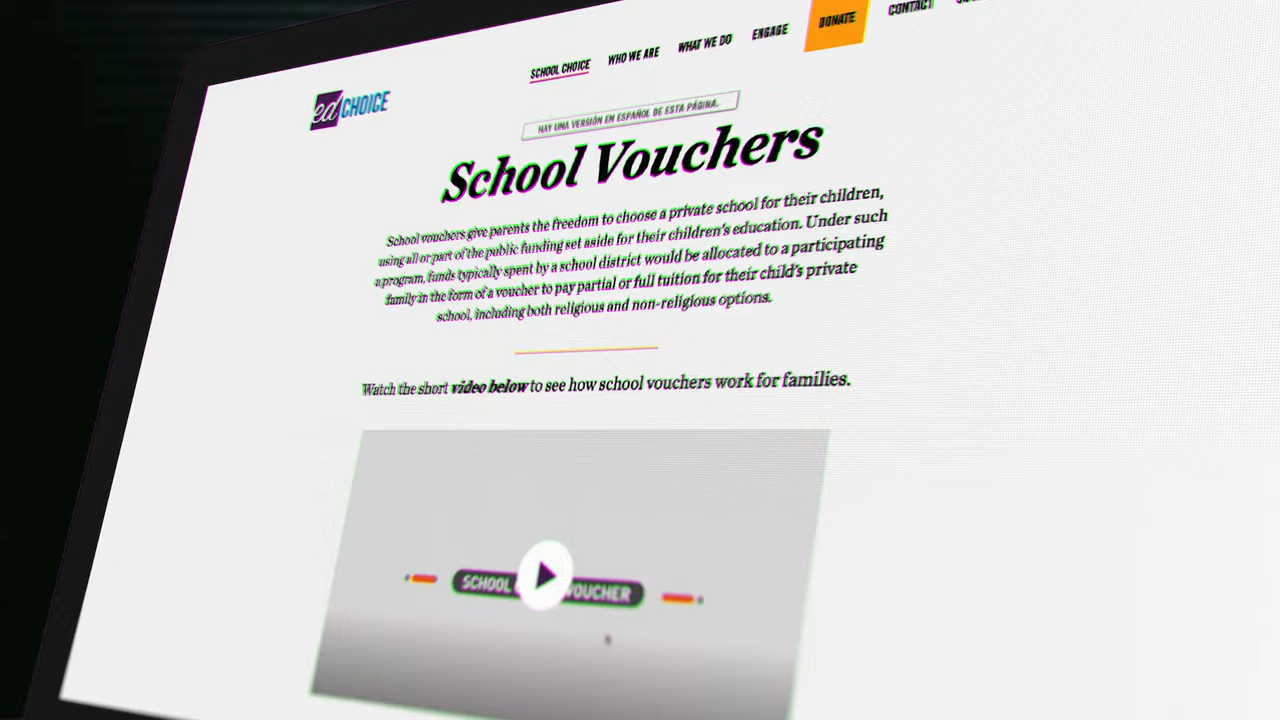 SCHOOL CHOICE WHO WE ARE WHAT WE DO ENGAGE DONATE CONTACT
edCHOICE
HAY UNA VERSIÓN EN ESPAÑOL DE ESTA PÁGINA.
School Vouchers
School vouchers give parents the freedom to choose a private school for their children,
using all or part of the public funding set aside for their children's education. Under such
a program, funds typically spent by a school district would be allocated to a participating
family in the form of a voucher to pay partial or full tuition for their child's private
school, including both religious and non-religious options.
Watch the short video below to see how school vouchers work for families.
SCHOOL VOUCHER